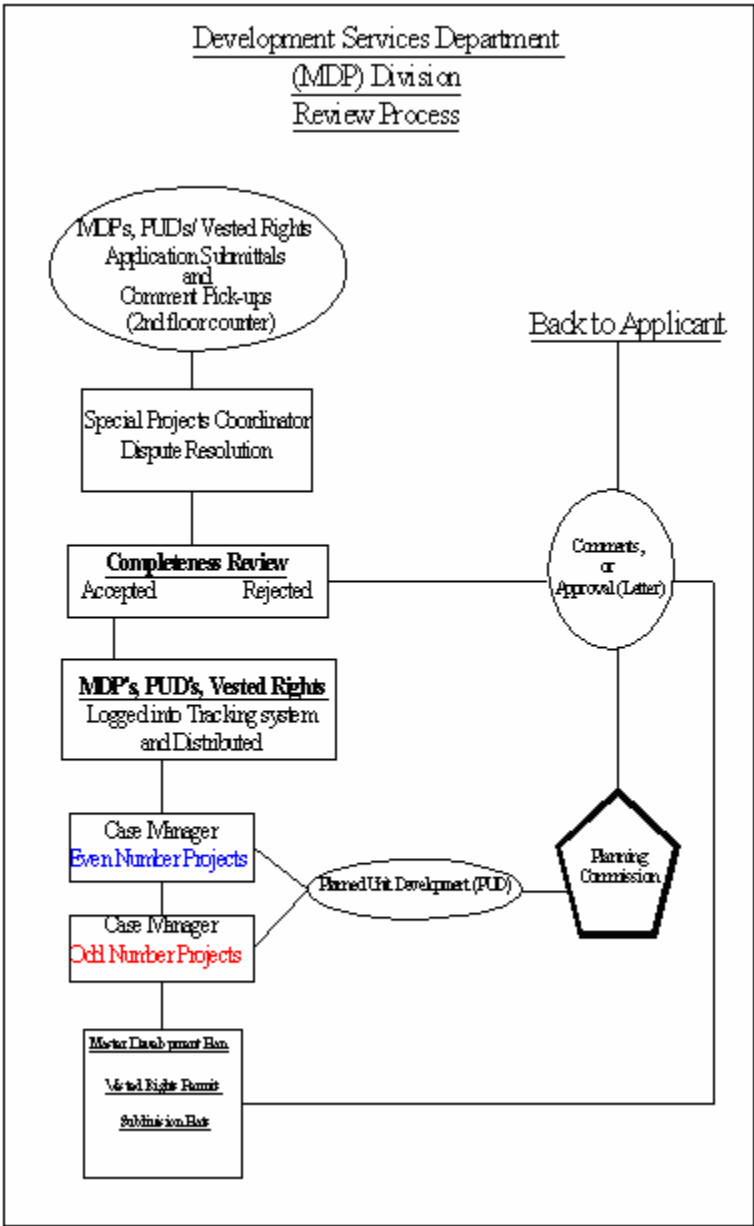 Development Services Department
(MDP) Division
Review Process
MDP's, PUD's/ Vested Rights
Application Submittals
and
Comment Pick-ups
(2nd floor counter)
Back to Applicant
Special Projects Coordinator
Dispute Resolution
Completeness Review
Accepted Rejected
Comments,
or
Approval (Letter)
MDP's, PUD's, Vested Rights
Logged into Tracking system
and Distributed
Case Manager
Even Number Projects
Planned Unit Development (PUD)
Planning
Commission
Case Manager
Odd Number Projects
Master Development Plan
Vested Rights Permit
Subdivision Plats